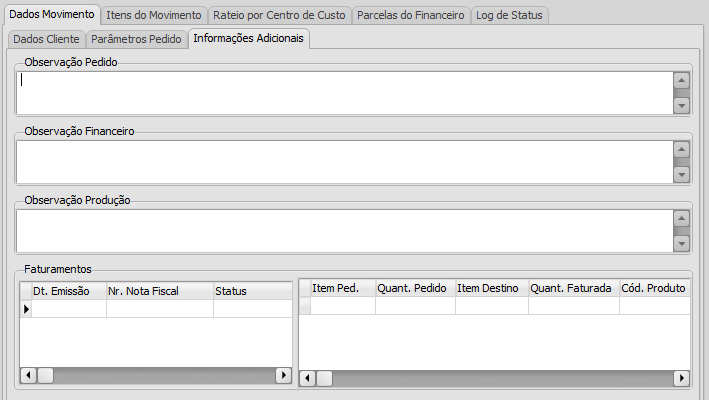 Dados Movimento Itens do Movimento Rateio por Centro de Custo Parcelas do Financeiro Log de Status
Dados Cliente Parâmetros Pedido Informações Adicionais
Observação Pedido
Observação Financeiro
Observação Produção
Faturamentos
Dt. Emissão Nr. Nota Fiscal Status Item Ped. Quant. Pedido Item Destino Quant. Faturada Cód. Produto